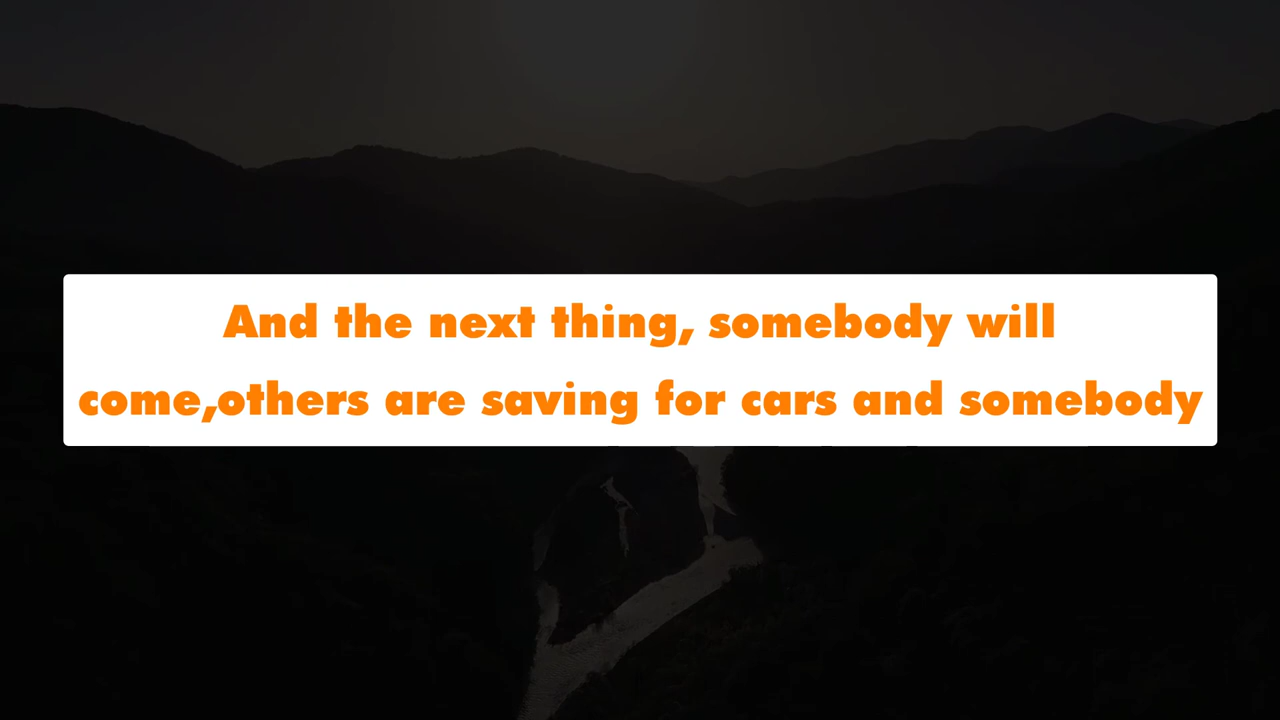 And the next thing, somebody will
come,others are saving for cars and somebody